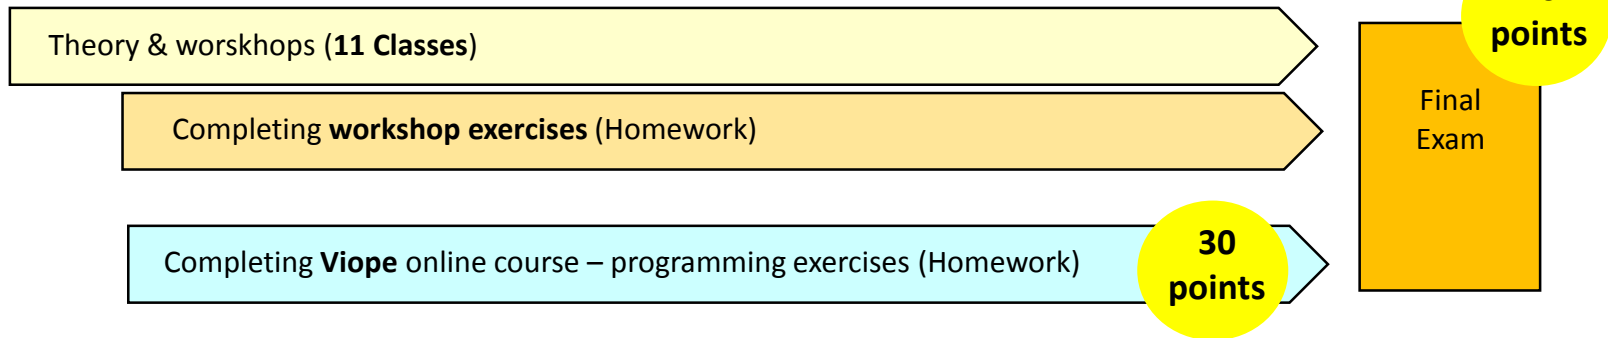 Theory & worskhops (11 Classes)
points
Final
Exam
Completing workshop exercises (Homework)
Completing Viope online course – programming exercises (Homework)
30
points